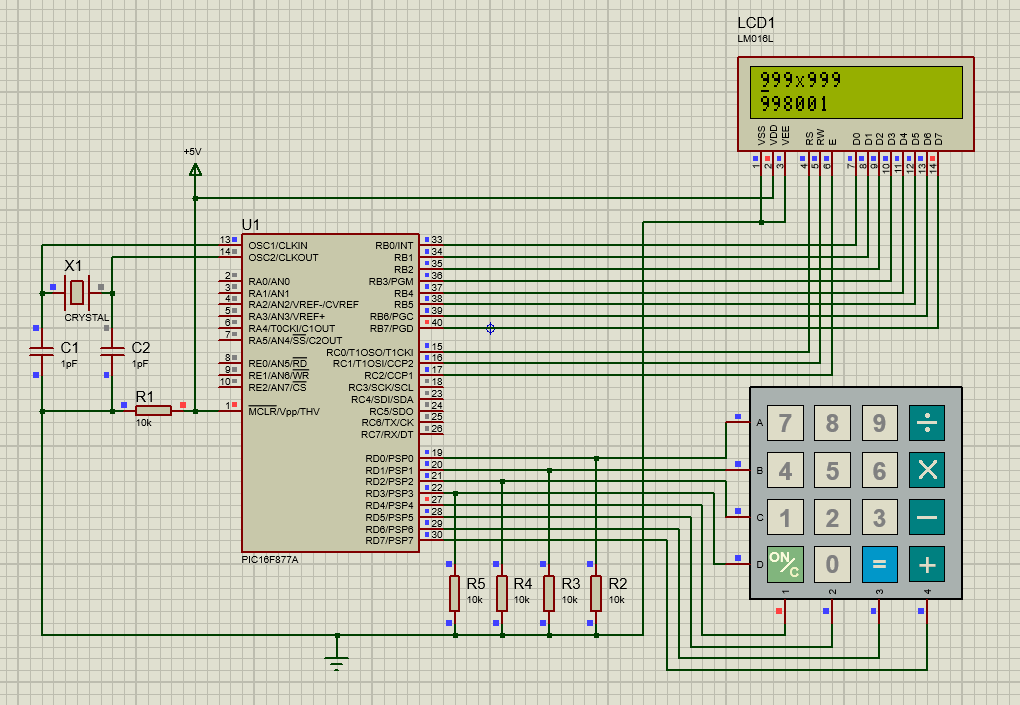 LCD1
LM016L
999x999
998001
VSS
VDD
VEE
RS
RW
E
D0
D1
D2
D3
D4
D5
D6
D7
1
2
3
4
5
6
7
8
9
10
11
12
13
14
+5V
U1
13 OSC1/CLKIN
14 OSC2/CLKOUT
2 RA0/AN0
3 RA1/AN1
4 RA2/AN2/VREF-/CVREF
5 RA3/AN3/VREF+
6 RA4/T0CKI/C1OUT
7 RA5/AN4/SS/C2OUT
8 RE0/AN5/RD
9 RE1/AN6/WR
10 RE2/AN7/CS
1 MCLR/Vpp/THV
RB0/INT 33
RB1 34
RB2 35
RB3/PGM 36
RB4 37
RB5 38
RB6/PGC 39
RB7/PGD 40
RC0/T1OSO/T1CKI 15
RC1/T1OSI/CCP2 16
RC2/CCP1 17
RC3/SCK/SCL 18
RC4/SDI/SDA 23
RC5/SDO 24
RC6/TX/CK 25
RC7/RX/DT 26
RD0/PSP0 19
RD1/PSP1 20
RD2/PSP2 21
RD3/PSP3 22
RD4/PSP4 27
RD5/PSP5 28
RD6/PSP6 29
RD7/PSP7 30
PIC16F877A
X1
CRYSTAL
C1
1pF
C2
1pF
R1
10k
R5
10k
R4
10k
R3
10k
R2
10k
A 7 8 9 ÷
B 4 5 6 ×
C 1 2 3 −
D ON/C 0 = +
1 2 3 4